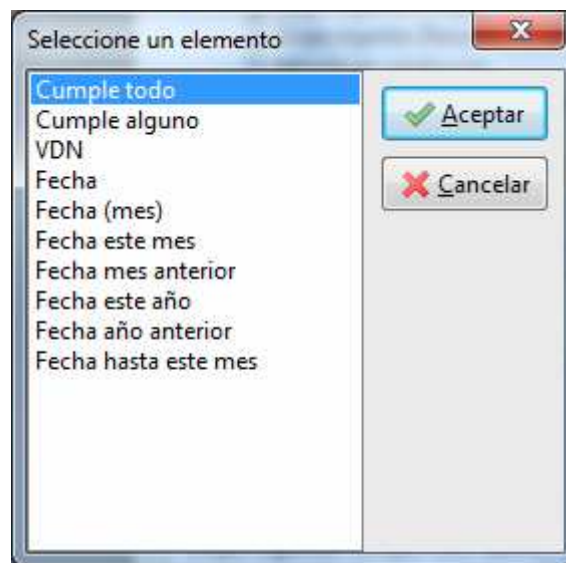 Seleccione un elemento
Cumple todo
Cumple alguno
VDN
Fecha
Fecha (mes)
Fecha este mes
Fecha mes anterior
Fecha este año
Fecha año anterior
Fecha hasta este mes
Aceptar
Cancelar